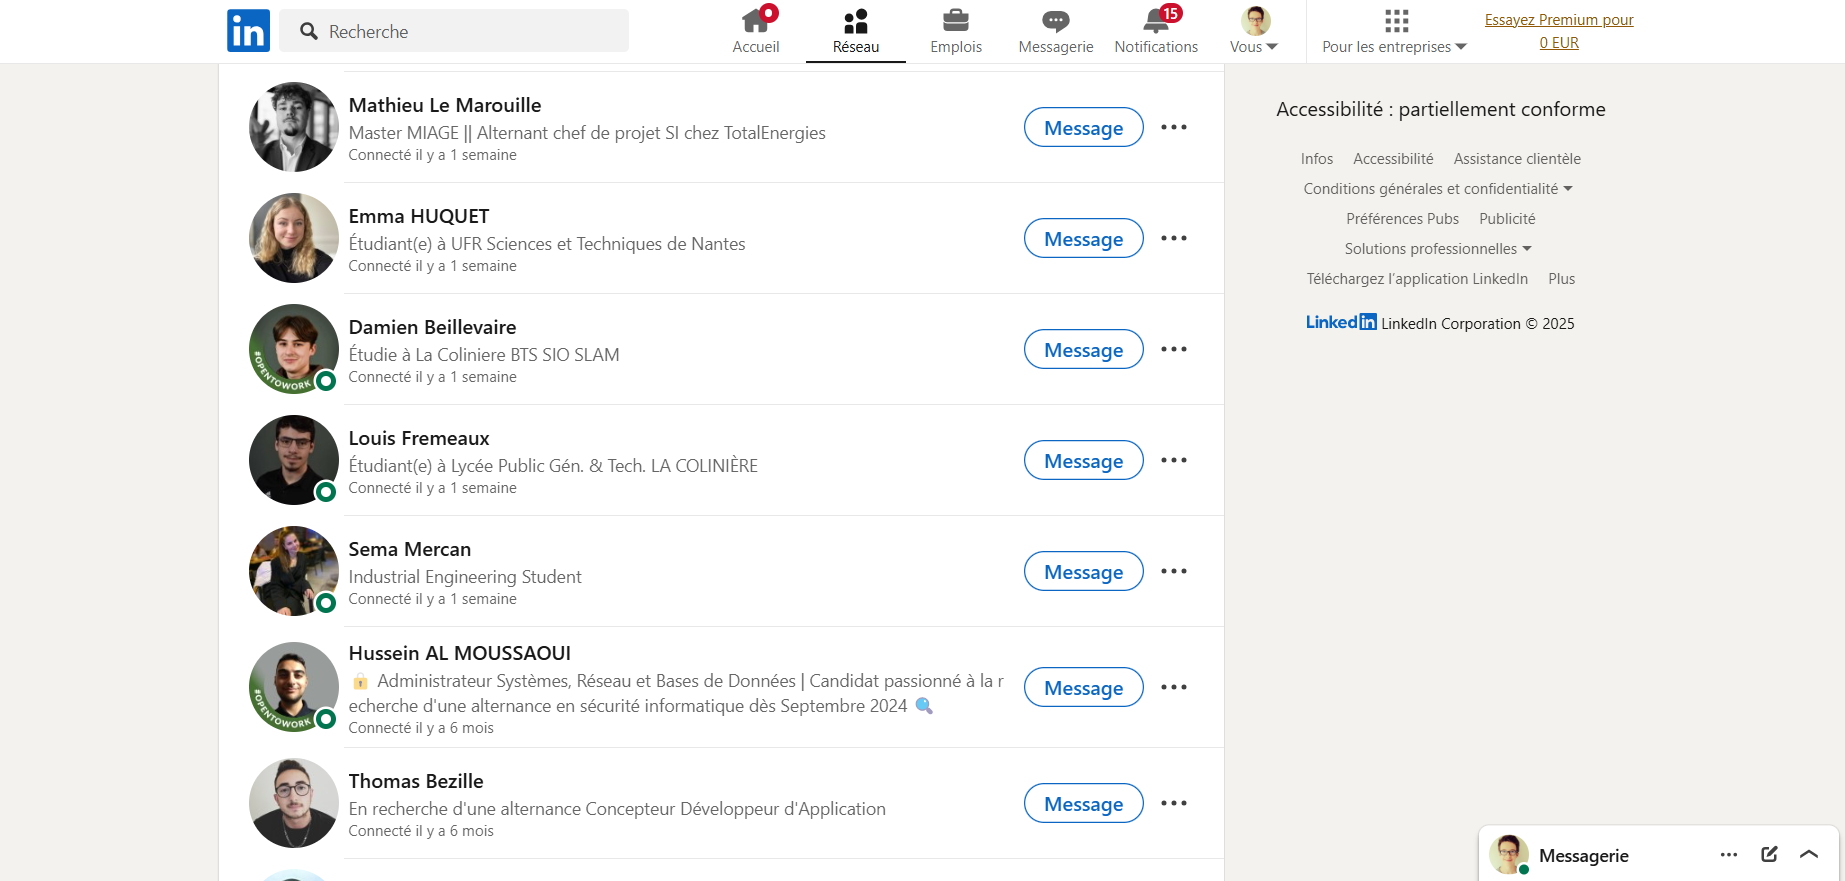 in
Recherche
Accueil
Réseau
Emplois
Messagerie
15
Notifications
Vous
Pour les entreprises
Essayez Premium pour
0 EUR
Mathieu Le Marouille
Master MIAGE || Alternant chef de projet SI chez TotalEnergies
Connecté il y a 1 semaine
Message
Emma HUQUET
Étudiant(e) à UFR Sciences et Techniques de Nantes
Connecté il y a 1 semaine
Message
#OPENTOWORK
Damien Beillevaire
Étudie à La Coliniere BTS SIO SLAM
Connecté il y a 1 semaine
Message
Louis Fremeaux
Étudiant(e) à Lycée Public Gén. & Tech. LA COLINIÈRE
Connecté il y a 1 semaine
Message
Sema Mercan
Industrial Engineering Student
Connecté il y a 1 semaine
Message
#OPENTOWORK
Hussein AL MOUSSAOUI
🔒 Administrateur Systèmes, Réseau et Bases de Données | Candidat passionné à la r
echerche d'une alternance en sécurité informatique dès Septembre 2024 🔍
Connecté il y a 6 mois
Message
Thomas Bezille
En recherche d'une alternance Concepteur Développeur d'Application
Connecté il y a 6 mois
Message
Accessibilité : partiellement conforme
Infos Accessibilité Assistance clientèle
Conditions générales et confidentialité
Préférences Pubs Publicité
Solutions professionnelles
Téléchargez l’application LinkedIn Plus
LinkedIn LinkedIn Corporation © 2025
Messagerie